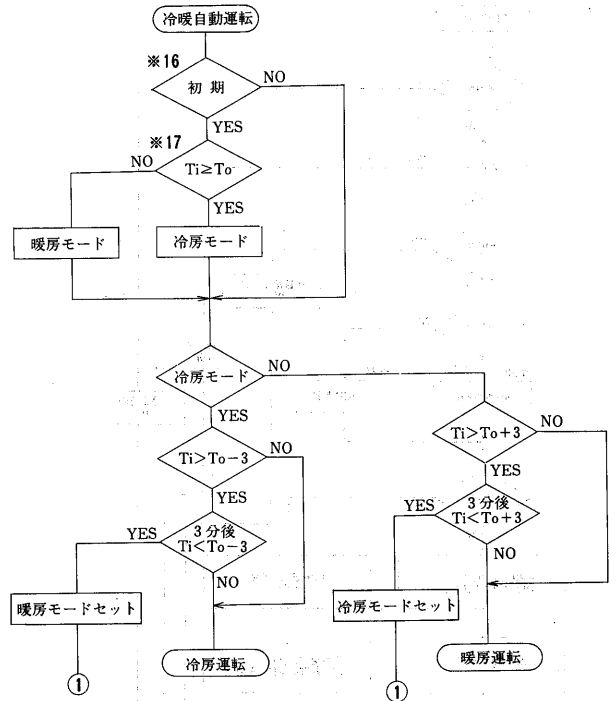 冷暖自動運転
※16
初 期
NO
YES
※17
NO
Ti≥To
YES
暖房モード
冷房モード
冷房モード
NO
YES
Ti>To-3
NO
YES
Ti>To+3
NO
YES
YES
3分後
Ti<To-3
NO
YES
3分後
Ti<To+3
NO
暖房モードセット
冷房モードセット
冷房運転
暖房運転
①
①